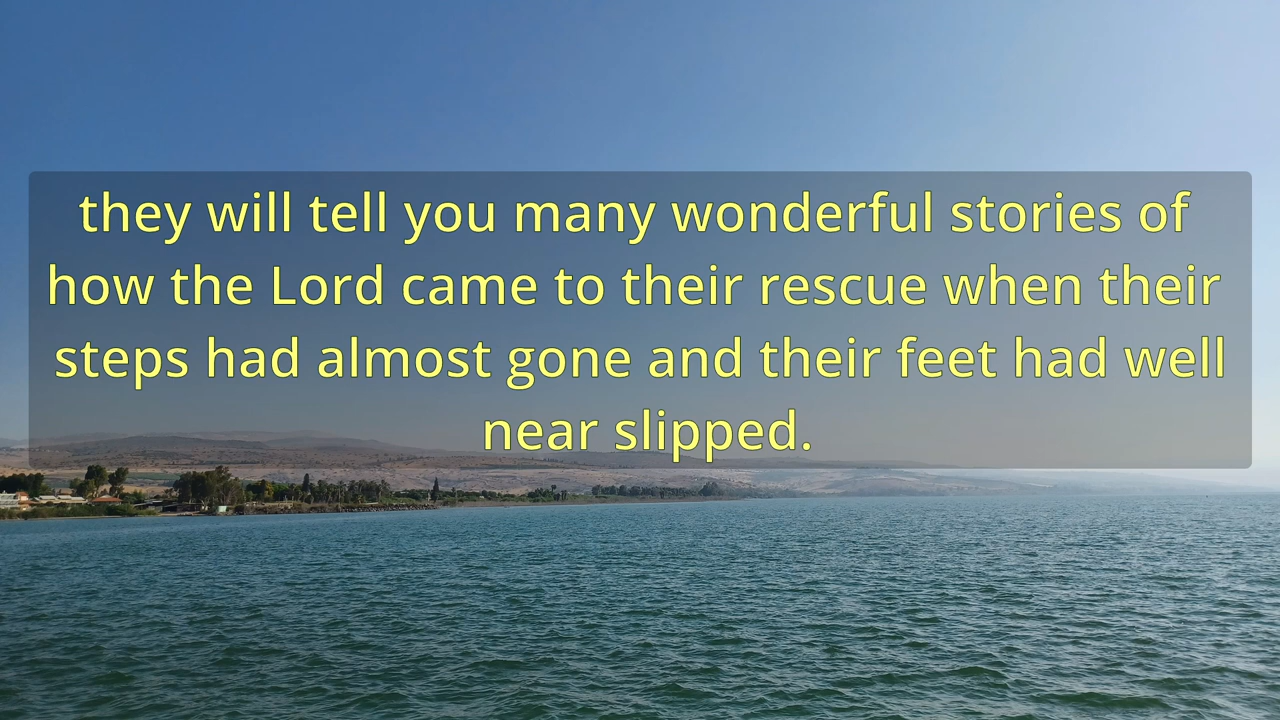 they will tell you many wonderful stories of
how the Lord came to their rescue when their
steps had almost gone and their feet had well
near slipped.